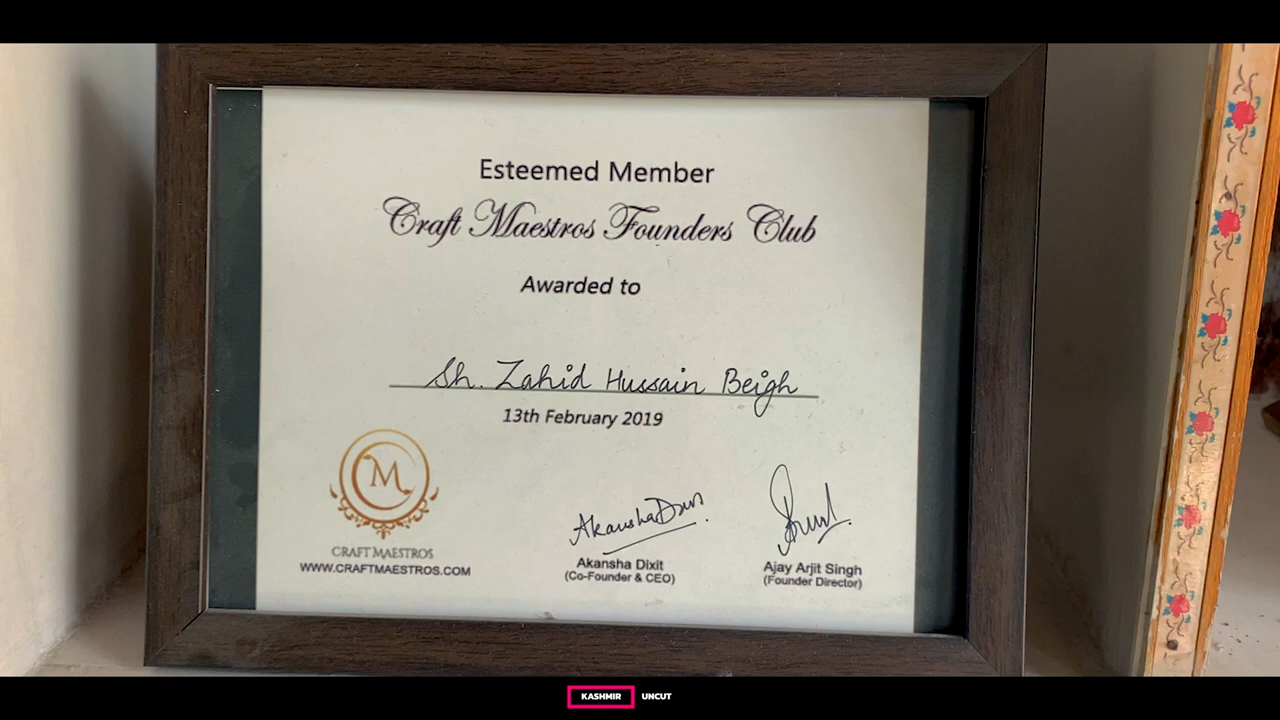 Esteemed Member
Craft Maestros Founders Club
Awarded to
Sh. Zahid Hussain Beigh
13th February 2019
CM
CRAFT MAESTROS
WWW.CRAFTMAESTROS.COM
Akansha Dixit
(Co-Founder & CEO)
Ajay Arjit Singh
(Founder Director)
KASHMIR UNCUT